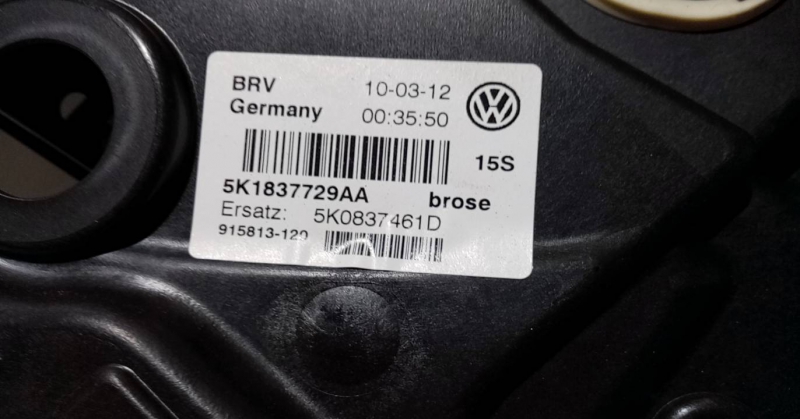 BRV 10-03-12
Germany 00:35:50
15S
5K1837729AA brose
Ersatz: 5K0837461D
915813-120